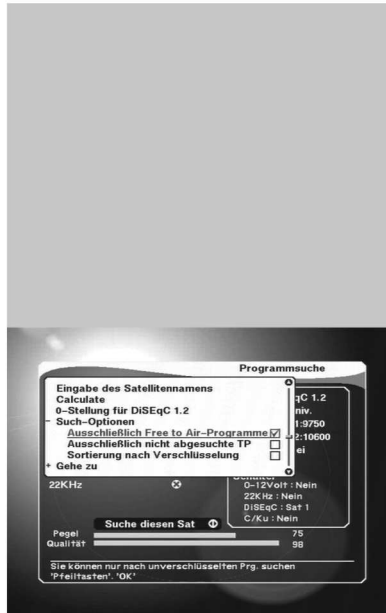 Programmsuche
Eingabe des Satellitennamens
Calculate
0-Stellung für DiSEqC 1.2
- Such-Optionen
Ausschließlich Free to Air-Programme
Ausschließlich nicht abgesuchte TP
Sortierung nach Verschlüsselung
+ Gehe zu
qC 1.2
niv.
1:9750
2:10600
ei
Schalter
0-12Volt : Nein
22KHz : Nein
DiSEqC : Sat 1
C/Ku : Nein
22KHz
Suche diesen Sat
Pegel 75
Qualität 98
Sie können nur nach unverschlüsselten Prg. suchen
'Pfeiltasten'. 'OK'